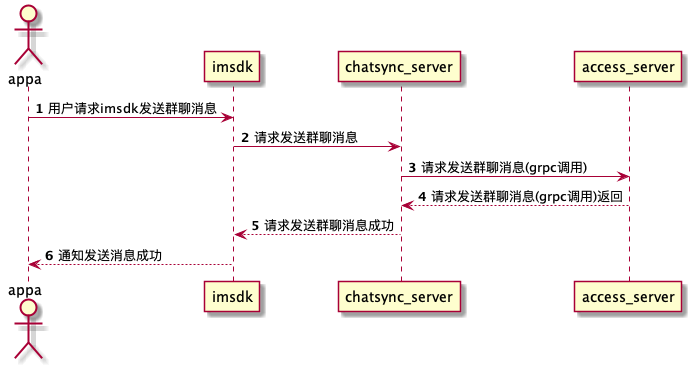 appa
imsdk
chatsync_server
access_server
1 用户请求imsdk发送群聊消息
2 请求发送群聊消息
3 请求发送群聊消息(grpc调用)
4 请求发送群聊消息(grpc调用)返回
5 请求发送群聊消息成功
6 通知发送消息成功
appa
imsdk
chatsync_server
access_server